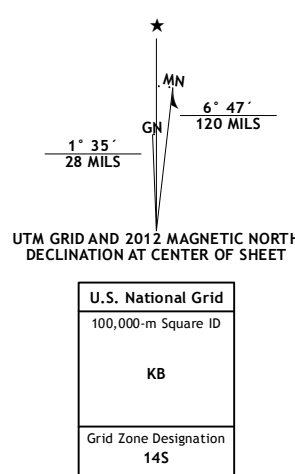 ★
MN
GN
6° 47´
120 MILS
1° 35´
28 MILS
UTM GRID AND 2012 MAGNETIC NORTH
DECLINATION AT CENTER OF SHEET
U.S. National Grid
100,000-m Square ID
KB
Grid Zone Designation
14S